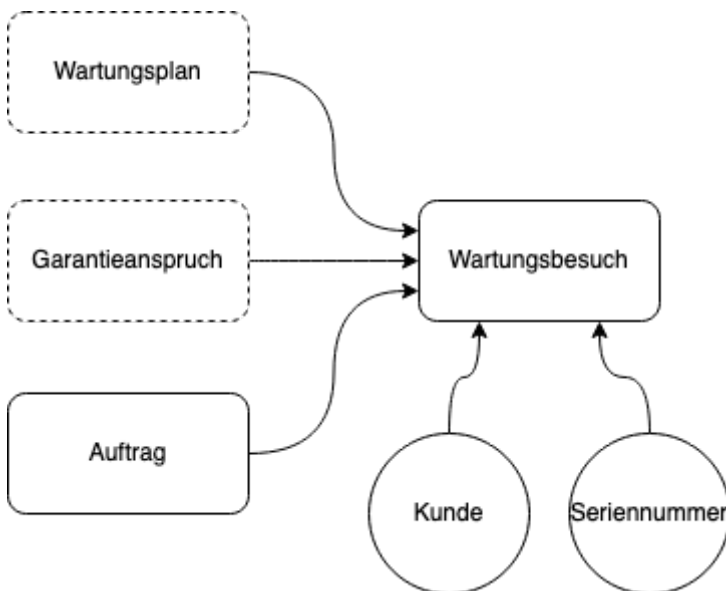 Wartungsplan
Garantieanspruch
Wartungsbesuch
Auftrag
Kunde
Seriennummer